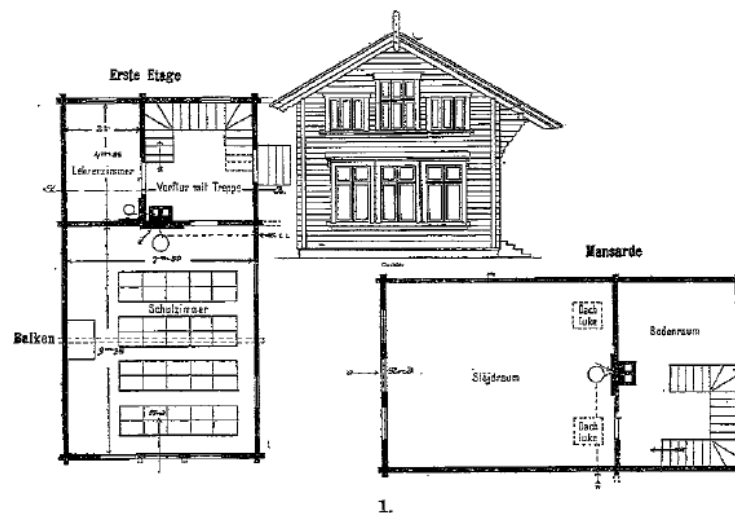 Erste Etage
Lehrerzimmer
Vorflur mit Treppe
Schulzimmer
Balken
Mansarde
Dach
luke
Bodenraum
Slöjdraum
Dach
luke
1.